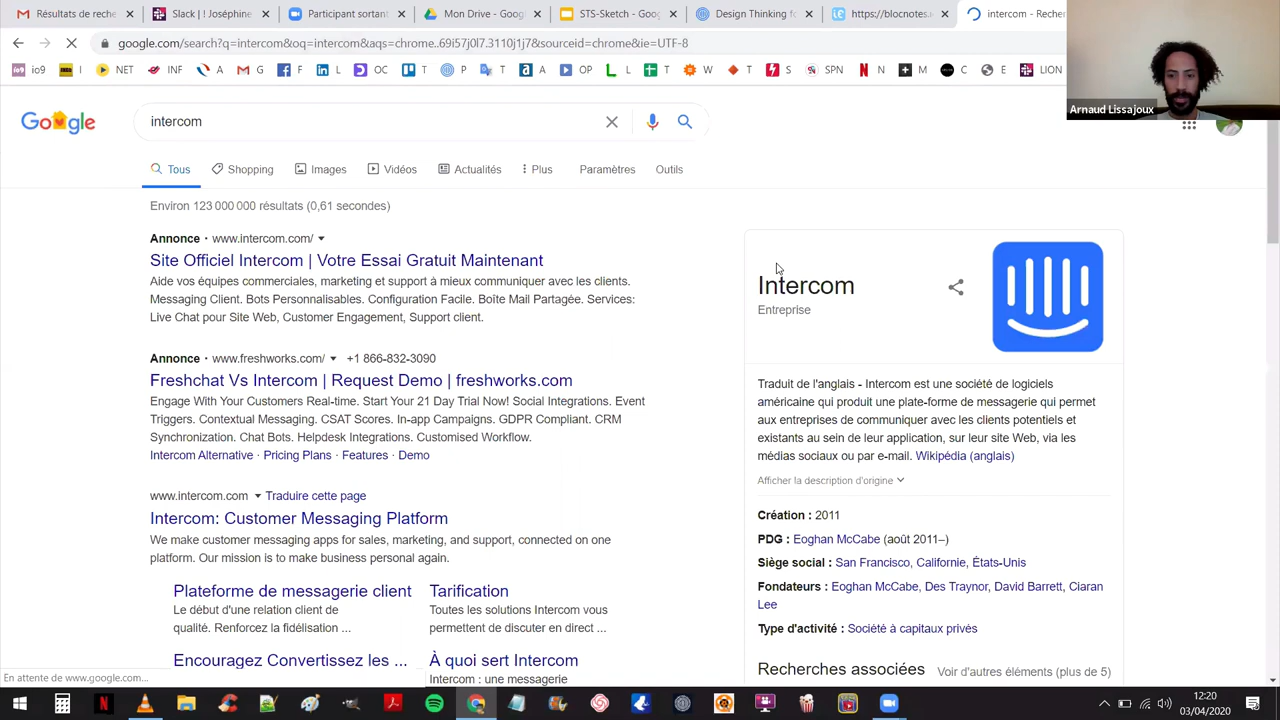 Résultats de reche
Slack | ! Joséphine
Participant sortant
Mon Drive - Google
STS-Sketch - Goog
Design Thinking fo
https://blocnotes.
intercom - Reche
google.com/search?q=intercom&oq=intercom&aqs=chrome..69i57j0l7.3110j1j7&sourceid=chrome&ie=UTF-8
io9 I NET INF A G F L OC T F T A OP L T W T S SPN N M C E LION
Arnaud Lissajoux
Google
intercom
Tous Shopping Images Vidéos Actualités Plus Paramètres Outils
Environ 123 000 000 résultats (0,61 secondes)
Annonce · www.intercom.com/
Site Officiel Intercom | Votre Essai Gratuit Maintenant
Aide vos équipes commerciales, marketing et support à mieux communiquer avec les clients.
Messaging Client. Bots Personnalisables. Configuration Facile. Boîte Mail Partagée. Services:
Live Chat pour Site Web, Customer Engagement, Support client.
Annonce · www.freshworks.com/ +1 866-832-3090
Freshchat Vs Intercom | Request Demo | freshworks.com
Engage With Your Customers Real-time. Start Your 21 Day Trial Now! Social Integrations. Event
Triggers. Contextual Messaging. CSAT Scores. In-app Campaigns. GDPR Compliant. CRM
Synchronization. Chat Bots. Helpdesk Integrations. Customised Workflow.
Intercom Alternative · Pricing Plans · Features · Demo
www.intercom.com Traduire cette page
Intercom: Customer Messaging Platform
We make customer messaging apps for sales, marketing, and support, connected on one
platform. Our mission is to make business personal again.
Plateforme de messagerie client
Le début d'une relation client de
qualité. Renforcez la fidélisation ...
Tarification
Toutes les solutions Intercom vous
permettent de discuter en direct ...
Encouragez Convertissez les ...
À quoi sert Intercom
Intercom : une messagerie
Intercom
Entreprise
Traduit de l'anglais - Intercom est une société de logiciels
américaine qui produit une plate-forme de messagerie qui permet
aux entreprises de communiquer avec les clients potentiels et
existants au sein de leur application, sur leur site Web, via les
médias sociaux ou par e-mail. Wikipédia (anglais)
Afficher la description d'origine
Création : 2011
PDG : Eoghan McCabe (août 2011–)
Siège social : San Francisco, Californie, États-Unis
Fondateurs : Eoghan McCabe, Des Traynor, David Barrett, Ciaran
Lee
Type d'activité : Société à capitaux privés
Recherches associées Voir d'autres éléments (plus de 5)
En attente de www.google.com...
12:20
03/04/2020